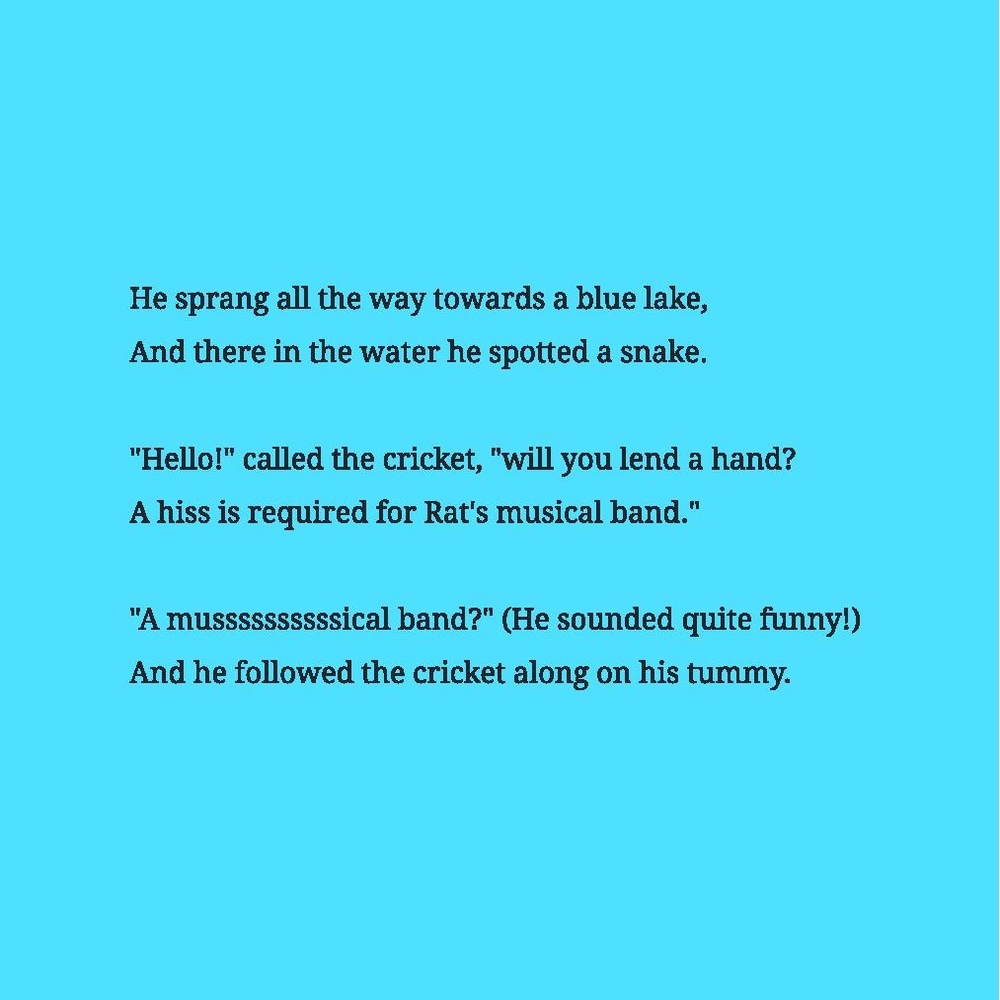 He sprang all the way towards a blue lake,
And there in the water he spotted a snake.
"Hello!" called the cricket, "will you lend a hand?
A hiss is required for Rat's musical band."
"A mussssssssssical band?" (He sounded quite funny!)
And he followed the cricket along on his tummy.